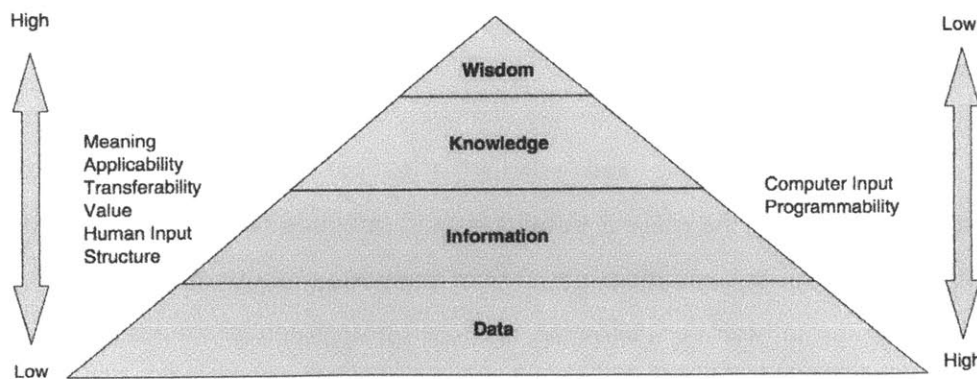 High
Low
Wisdom
Meaning
Applicability
Transferability
Value
Human Input
Structure
Knowledge
Computer Input
Programmability
Information
Data
Low
High